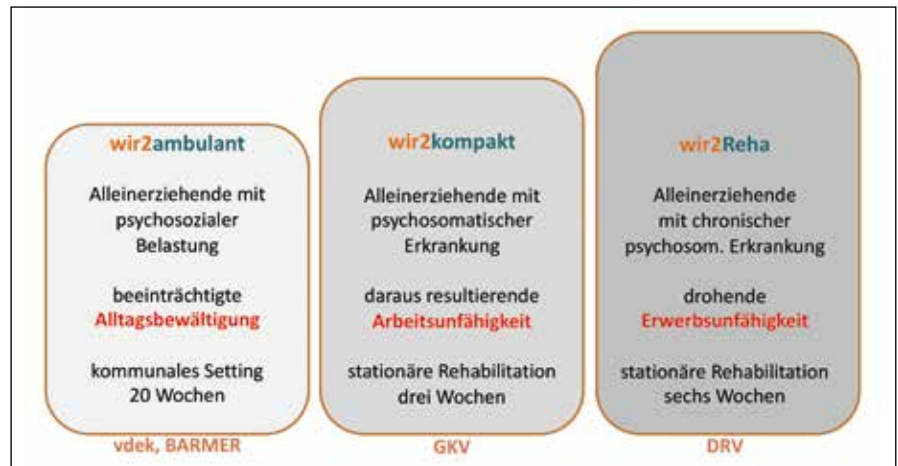 wir2ambulant
Alleinerziehende mit
psychosozialer
Belastung
beeinträchtigte
Alltagsbewältigung
kommunales Setting
20 Wochen
vdek, BARMER
wir2kompakt
Alleinerziehende mit
psychosomatischer
Erkrankung
daraus resultierende
Arbeitsunfähigkeit
stationäre Rehabilitation
drei Wochen
GKV
wir2Reha
Alleinerziehende
mit chronischer
psychosom. Erkrankung
drohende
Erwerbsunfähigkeit
stationäre Rehabilitation
sechs Wochen
DRV